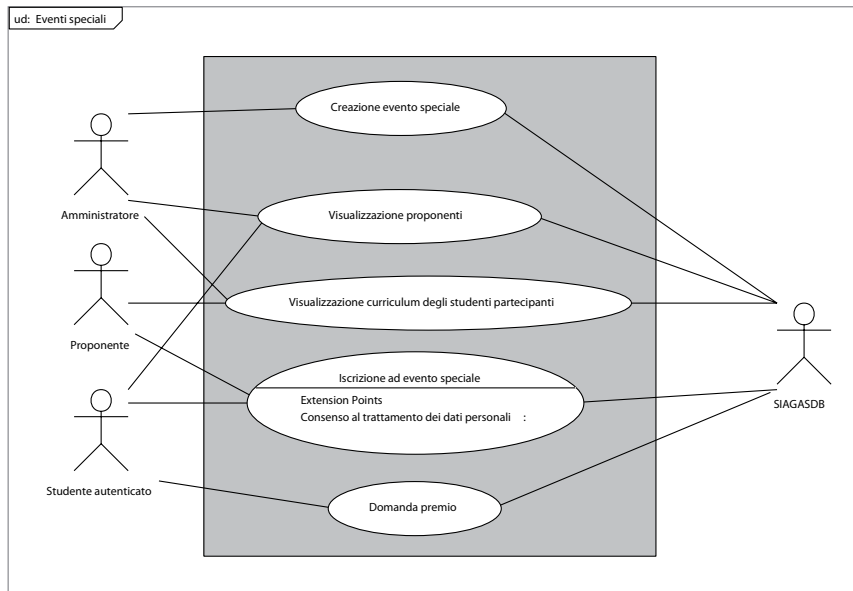 ud: Eventi speciali
Creazione evento speciale
Amministratore
Visualizzazione proponenti
Visualizzazione curriculum degli studenti partecipanti
Proponente
Iscrizione ad evento speciale
Extension Points
Consenso al trattamento dei dati personali :
SIAGASDB
Studente autenticato
Domanda premio